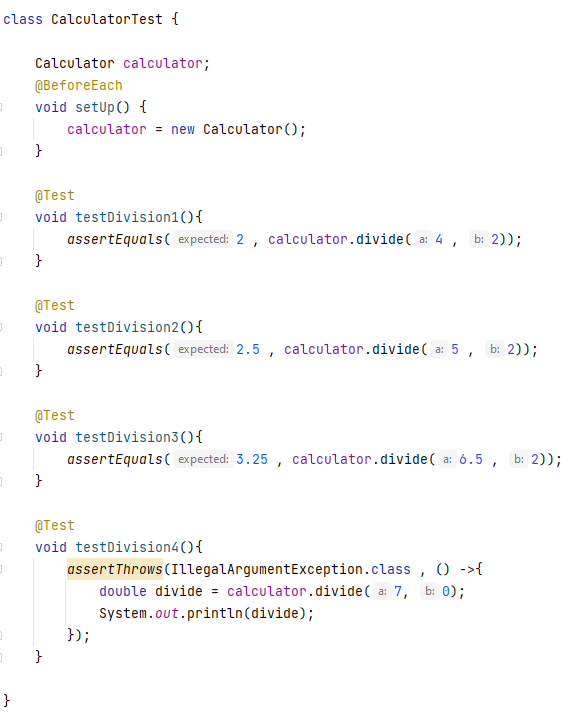 class CalculatorTest {
Calculator calculator;
@BeforeEach
void setUp() {
calculator = new Calculator();
}
@Test
void testDivision1(){
assertEquals( expected: 2 , calculator.divide( a: 4 , b: 2));
}
@Test
void testDivision2(){
assertEquals( expected: 2.5 , calculator.divide( a: 5 , b: 2));
}
@Test
void testDivision3(){
assertEquals( expected: 3.25 , calculator.divide( a: 6.5 , b: 2));
}
@Test
void testDivision4(){
assertThrows(IllegalArgumentException.class , () ->{
double divide = calculator.divide( a: 7, b: 0);
System.out.println(divide);
});
}
}